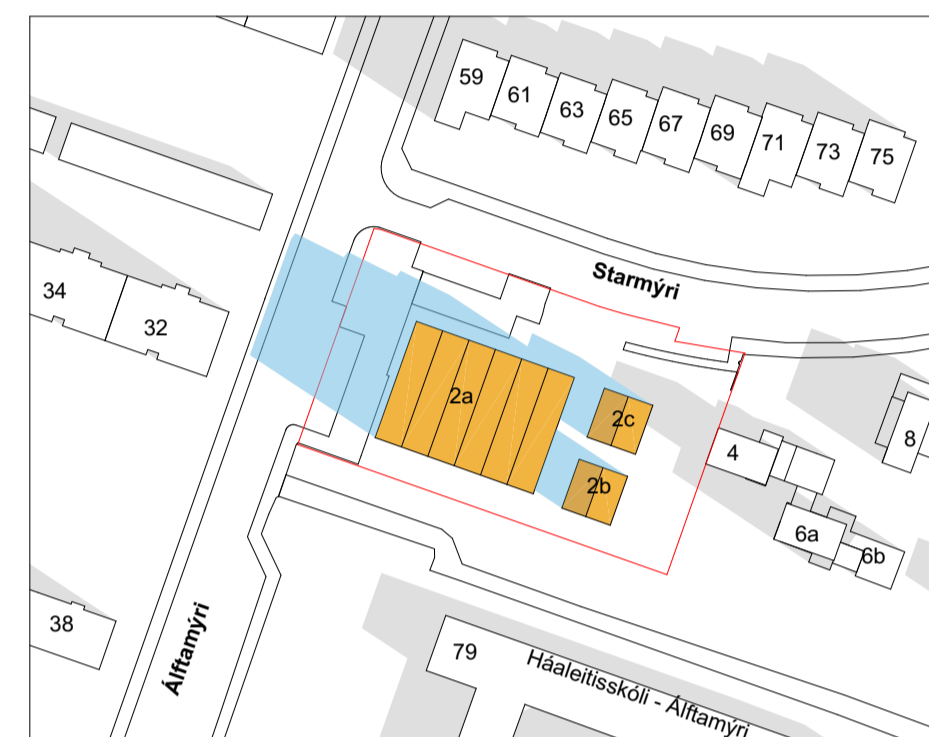 59
61
63
65
67
69
71
73
75
Starmýri
34
32
2a
2c
2b
4
8
6a
6b
38
Álftamýri
79
Háaleitisskóli - Álftamýri